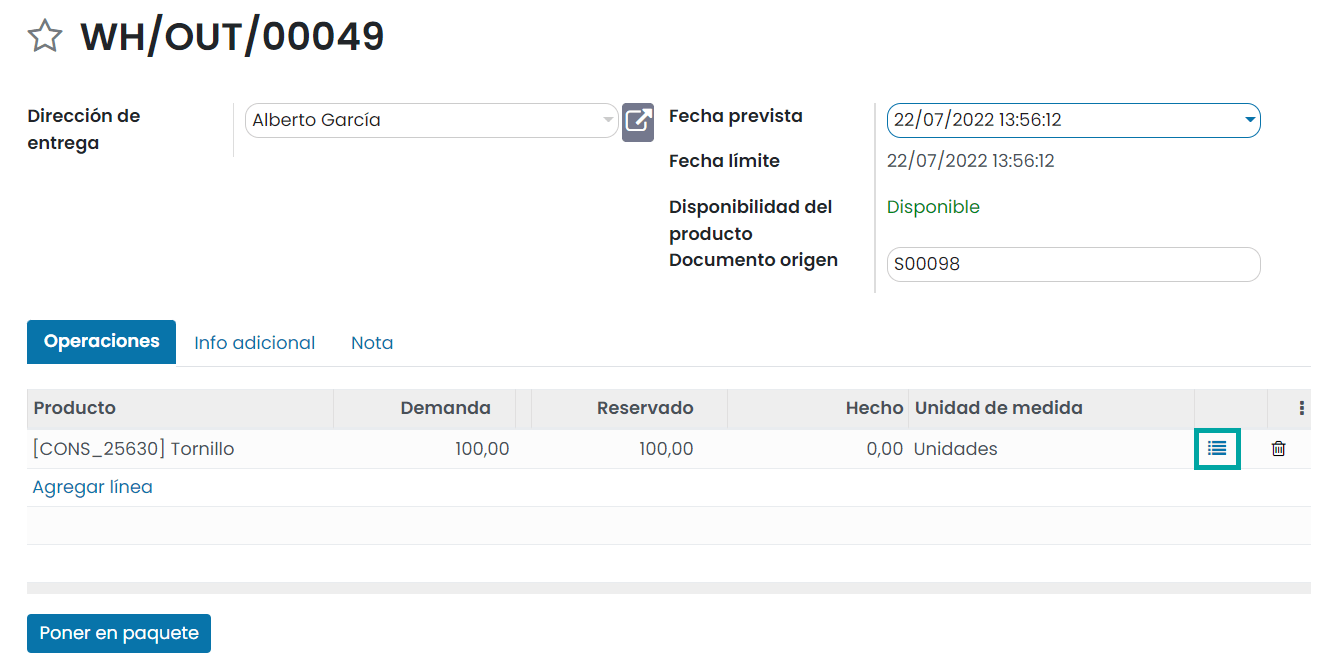 WH/OUT/00049
Dirección de
entrega
Alberto García
Fecha prevista
22/07/2022 13:56:12
Fecha límite
22/07/2022 13:56:12
Disponibilidad del
producto
Disponible
Documento origen
S00098
Operaciones Info adicional Nota
Producto Demanda Reservado Hecho Unidad de medida
[CONS_25630] Tornillo 100,00 100,00 0,00 Unidades
Agregar línea
Poner en paquete